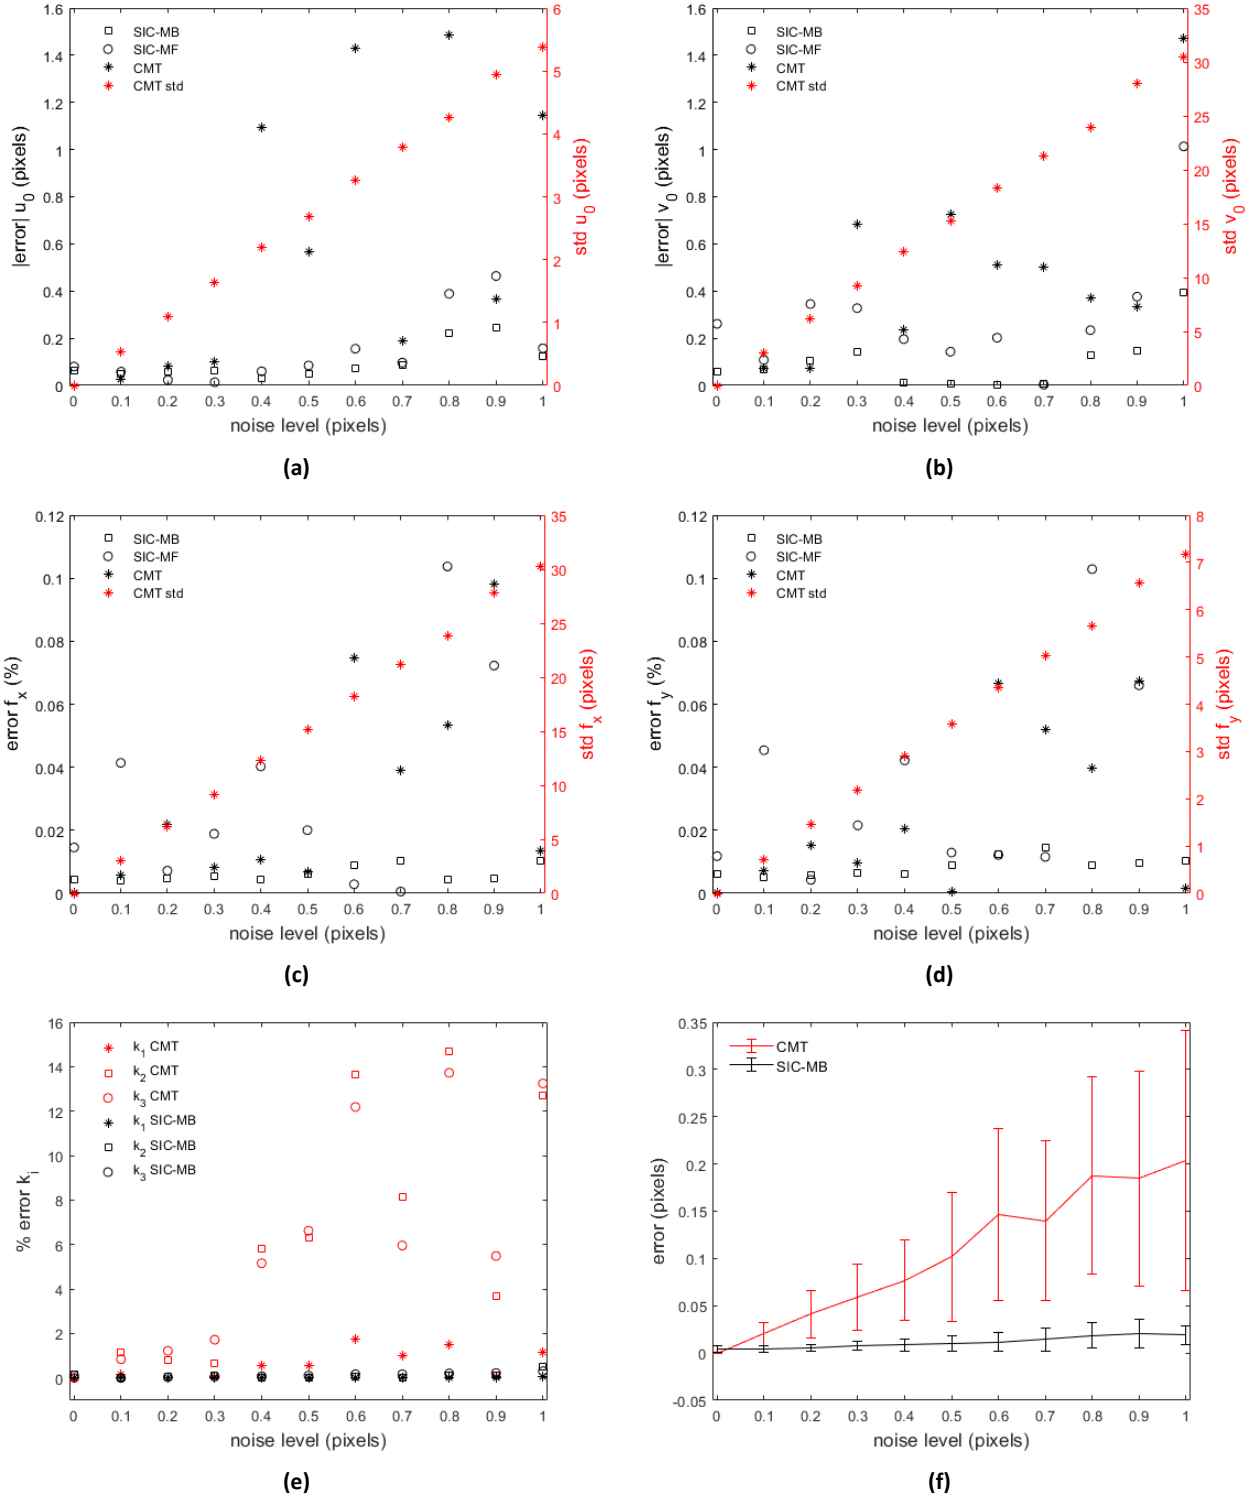 1.6
1.4
1.2
1
0.8
0.6
0.4
0.2
0
|error| u0 (pixels)
SIC-MB
SIC-MF
CMT
CMT std
6
5
4
3
2
1
0
std u0 (pixels)
0 0.1 0.2 0.3 0.4 0.5 0.6 0.7 0.8 0.9 1
noise level (pixels)
(a)
1.6
1.4
1.2
1
0.8
0.6
0.4
0.2
0
|error| v0 (pixels)
SIC-MB
SIC-MF
CMT
CMT std
35
30
25
20
15
10
5
0
std v0 (pixels)
0 0.1 0.2 0.3 0.4 0.5 0.6 0.7 0.8 0.9 1
noise level (pixels)
(b)
0.12
0.1
0.08
0.06
0.04
0.02
0
error fx (%)
SIC-MB
SIC-MF
CMT
CMT std
35
30
25
20
15
10
5
0
std fx (pixels)
0 0.1 0.2 0.3 0.4 0.5 0.6 0.7 0.8 0.9 1
noise level (pixels)
(c)
0.12
0.1
0.08
0.06
0.04
0.02
0
error fy (%)
SIC-MB
SIC-MF
CMT
CMT std
8
7
6
5
4
3
2
1
0
std fy (pixels)
0 0.1 0.2 0.3 0.4 0.5 0.6 0.7 0.8 0.9 1
noise level (pixels)
(d)
16
14
12
10
8
6
4
2
0
% error ki
k1 CMT
k2 CMT
k3 CMT
k1 SIC-MB
k2 SIC-MB
k3 SIC-MB
0 0.1 0.2 0.3 0.4 0.5 0.6 0.7 0.8 0.9 1
noise level (pixels)
(e)
0.35
0.3
0.25
0.2
0.15
0.1
0.05
0
-0.05
error (pixels)
CMT
SIC-MB
0 0.1 0.2 0.3 0.4 0.5 0.6 0.7 0.8 0.9 1
noise level (pixels)
(f)